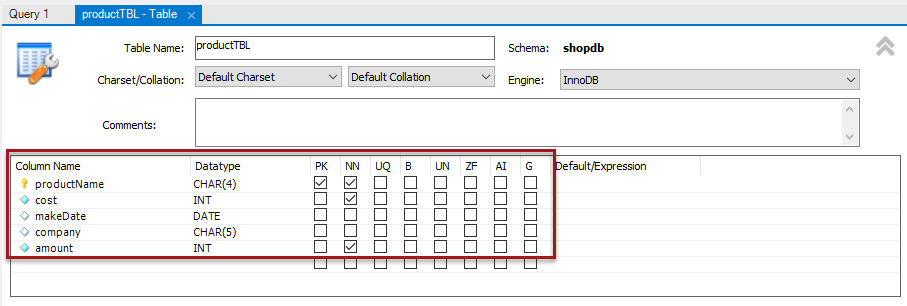 Query 1 productTBL - Table ×
Table Name: productTBL Schema: shopdb
Charset/Collation: Default Charset Default Collation Engine: InnoDB
Comments:
Column Name Datatype PK NN UQ B UN ZF AI G Default/Expression
productName CHAR(4)
cost INT
makeDate DATE
company CHAR(5)
amount INT